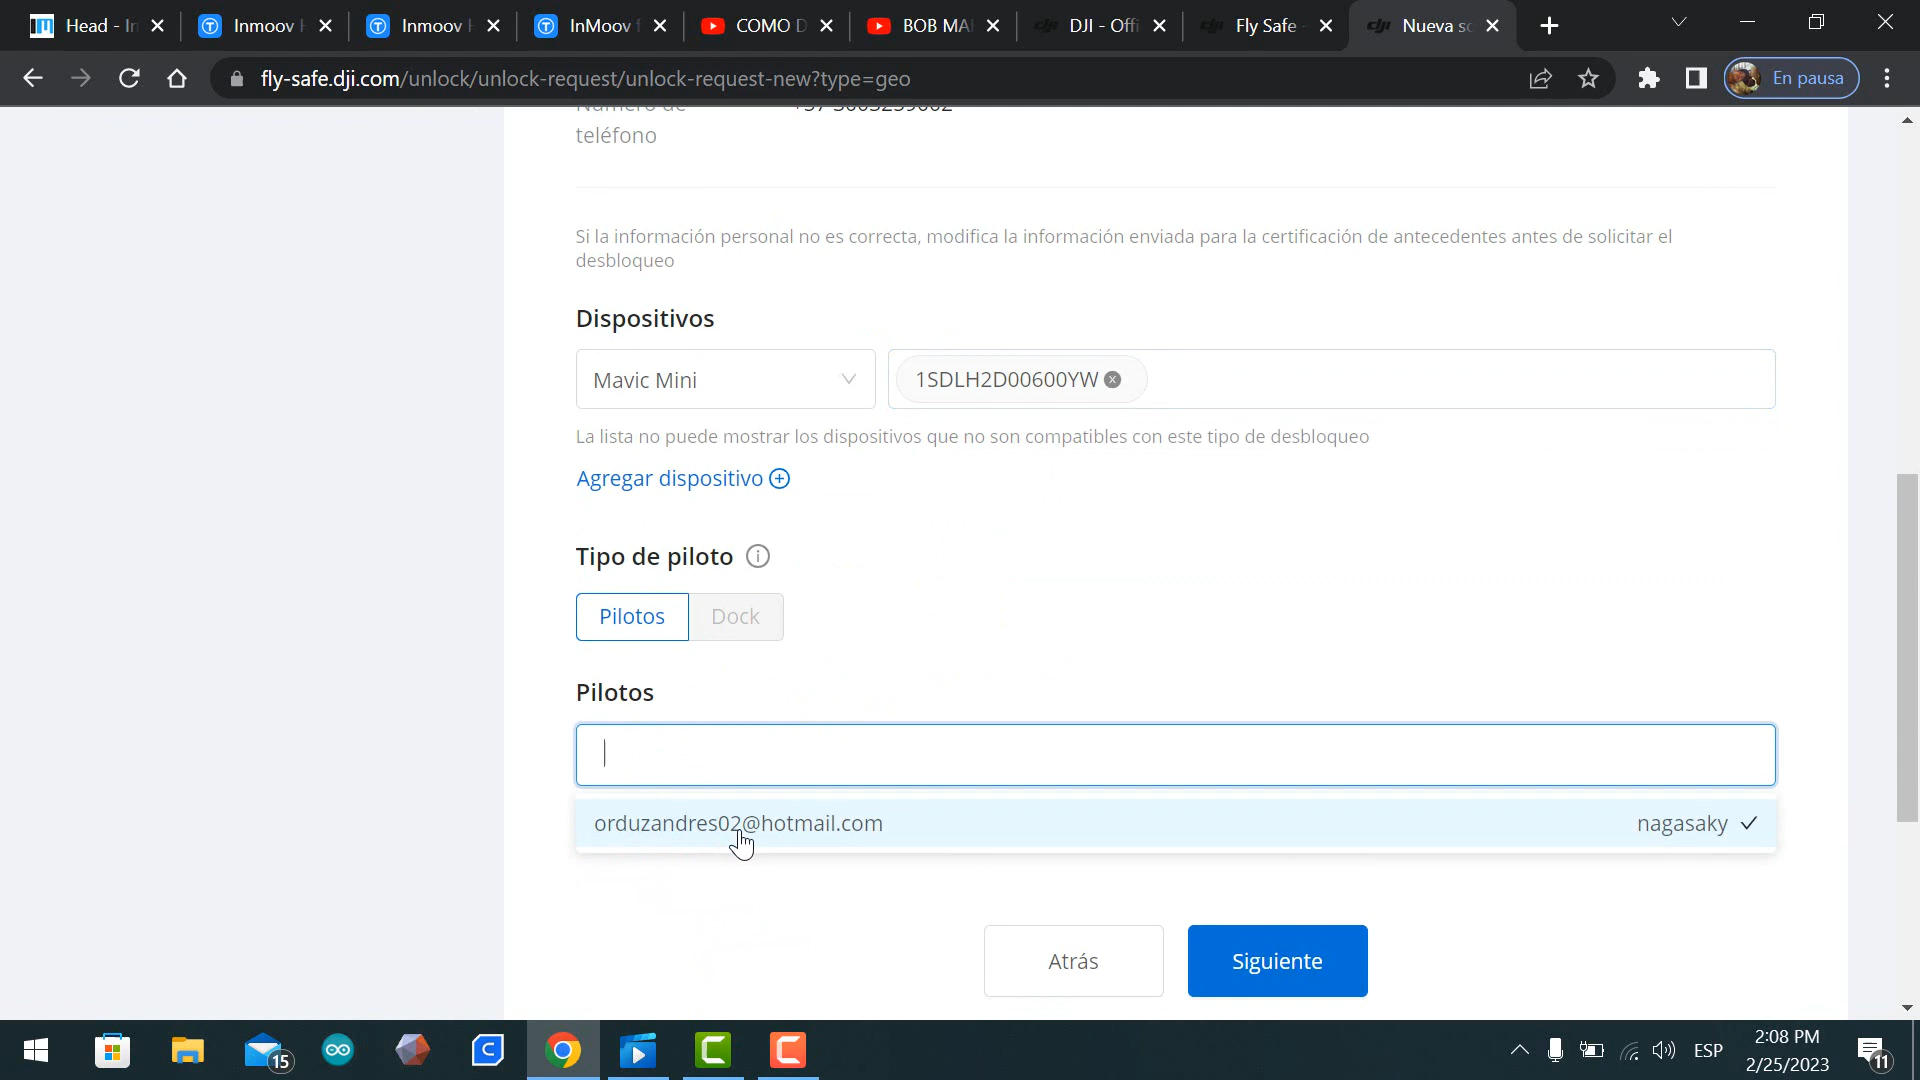 Head - In
Inmoov H
Inmoov H
InMoov f
COMO D
BOB MA
DJI - Offi
Fly Safe -
Nueva so
fly-safe.dji.com/unlock/unlock-request/unlock-request-new?type=geo
En pausa
Número de
teléfono
Si la información personal no es correcta, modifica la información enviada para la certificación de antecedentes antes de solicitar el
desbloqueo
Dispositivos
Mavic Mini
1SDLH2D00600YW
La lista no puede mostrar los dispositivos que no son compatibles con este tipo de desbloqueo
Agregar dispositivo
Tipo de piloto
Pilotos
Dock
Pilotos
orduzandres02@hotmail.com
nagasaky
Atrás
Siguiente
15
ESP
2:08 PM
2/25/2023
11